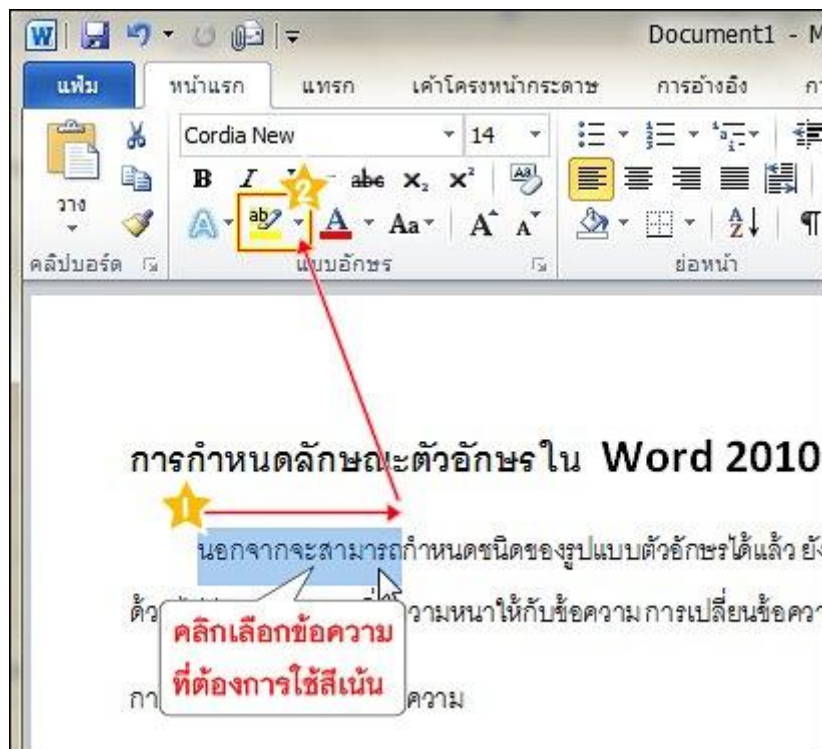 Document1 - M
แฟ้ม หน้าแรก แทรก เค้าโครงหน้ากระดาษ การอ้างอิง
Cordia New 14
B I abc X₂ X² Aa
วาง
ab A Aa A A A Z ¶
คลิปบอร์ด แบบอักษร ย่อหน้า
2
การกำหนดลักษณะตัวอักษรใน Word 2010
1
นอกจากจะสามารถกำหนดชนิดของรูปแบบตัวอักษรได้แล้ว ยัง
ด้ว ความหนาให้กับข้อความ การเปลี่ยนข้อควา
คลิกเลือกข้อความ
ที่ต้องการใช้สีเน้น
กา ความ